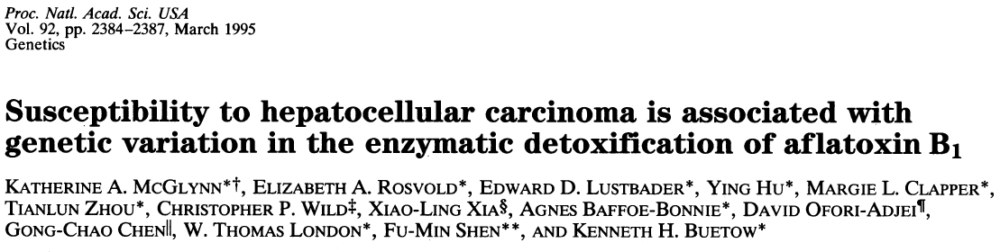 Proc. Natl. Acad. Sci. USA
Vol. 92, pp. 2384–2387, March 1995
Genetics
Susceptibility to hepatocellular carcinoma is associated with
genetic variation in the enzymatic detoxification of aflatoxin B₁
KATHERINE A. MCGLYNN*†, ELIZABETH A. ROSVOLD*, EDWARD D. LUSTBADER*, YING HU*, MARGIE L. CLAPPER*,
TIANLUN ZHOU*, CHRISTOPHER P. WILD‡, XIAO-LING XIA§, AGNES BAFFOE-BONNIE*, DAVID OFORI-ADJEI¶,
GONG-CHAO CHEN‖, W. THOMAS LONDON*, FU-MIN SHEN**, AND KENNETH H. BUETOW*